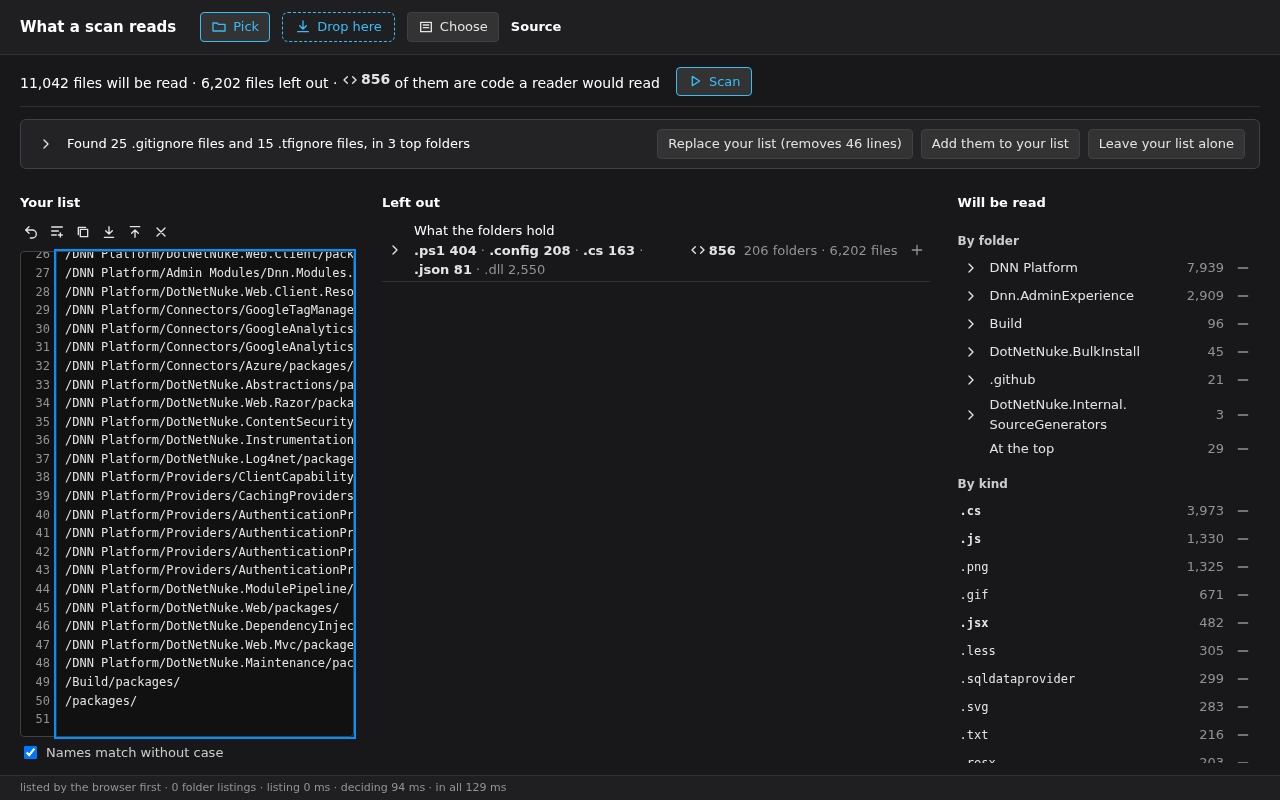 What a scan reads
Pick
Drop here
Choose
Source
11,042 files will be read · 6,202 files left out · <> 856 of them are code a reader would read
Scan
Found 25 .gitignore files and 15 .tfignore files, in 3 top folders
Replace your list (removes 46 lines)
Add them to your list
Leave your list alone
Your list
26 /DNN Platform/DotNetNuke.Web.Client/pack
27 /DNN Platform/Admin Modules/Dnn.Modules.
28 /DNN Platform/DotNetNuke.Web.Client.Reso
29 /DNN Platform/Connectors/GoogleTagManage
30 /DNN Platform/Connectors/GoogleAnalytics
31 /DNN Platform/Connectors/GoogleAnalytics
32 /DNN Platform/Connectors/Azure/packages/
33 /DNN Platform/DotNetNuke.Abstractions/pa
34 /DNN Platform/DotNetNuke.Web.Razor/packa
35 /DNN Platform/DotNetNuke.ContentSecurity
36 /DNN Platform/DotNetNuke.Instrumentation
37 /DNN Platform/DotNetNuke.Log4net/package
38 /DNN Platform/Providers/ClientCapability
39 /DNN Platform/Providers/CachingProviders
40 /DNN Platform/Providers/AuthenticationPr
41 /DNN Platform/Providers/AuthenticationPr
42 /DNN Platform/Providers/AuthenticationPr
43 /DNN Platform/Providers/AuthenticationPr
44 /DNN Platform/DotNetNuke.ModulePipeline/
45 /DNN Platform/DotNetNuke.Web/packages/
46 /DNN Platform/DotNetNuke.DependencyInjec
47 /DNN Platform/DotNetNuke.Web.Mvc/package
48 /DNN Platform/DotNetNuke.Maintenance/pac
49 /Build/packages/
50 /packages/
51
Names match without case
Left out
What the folders hold
.ps1 404 · .config 208 · .cs 163 ·
.json 81 · .dll 2,550
<> 856 206 folders · 6,202 files
Will be read
By folder
DNN Platform 7,939
Dnn.AdminExperience 2,909
Build 96
DotNetNuke.BulkInstall 45
.github 21
DotNetNuke.Internal.
SourceGenerators 3
At the top 29
By kind
.cs 3,973
.js 1,330
.png 1,325
.gif 671
.jsx 482
.less 305
.sqldataprovider 299
.svg 283
.txt 216
.resx 203
listed by the browser first · 0 folder listings · listing 0 ms · deciding 94 ms · in all 129 ms